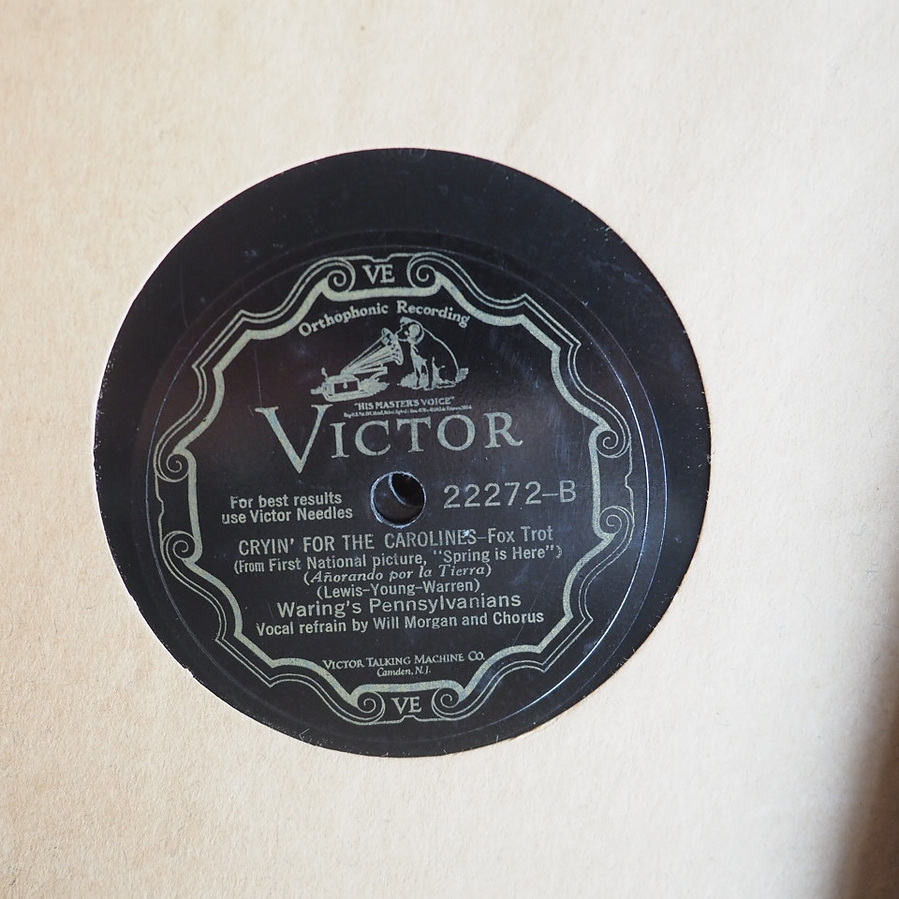 VE
Orthophonic Recording
"HIS MASTER'S VOICE"
VICTOR
For best results
use Victor Needles
22272-B
CRYIN' FOR THE CAROLINES-Fox Trot
(From First National picture, "Spring is Here")
(Añorando por la Tierra)
(Lewis-Young-Warren)
Waring's Pennsylvanians
Vocal refrain by Will Morgan and Chorus
VICTOR TALKING MACHINE CO.
Camden, N.J.
VE